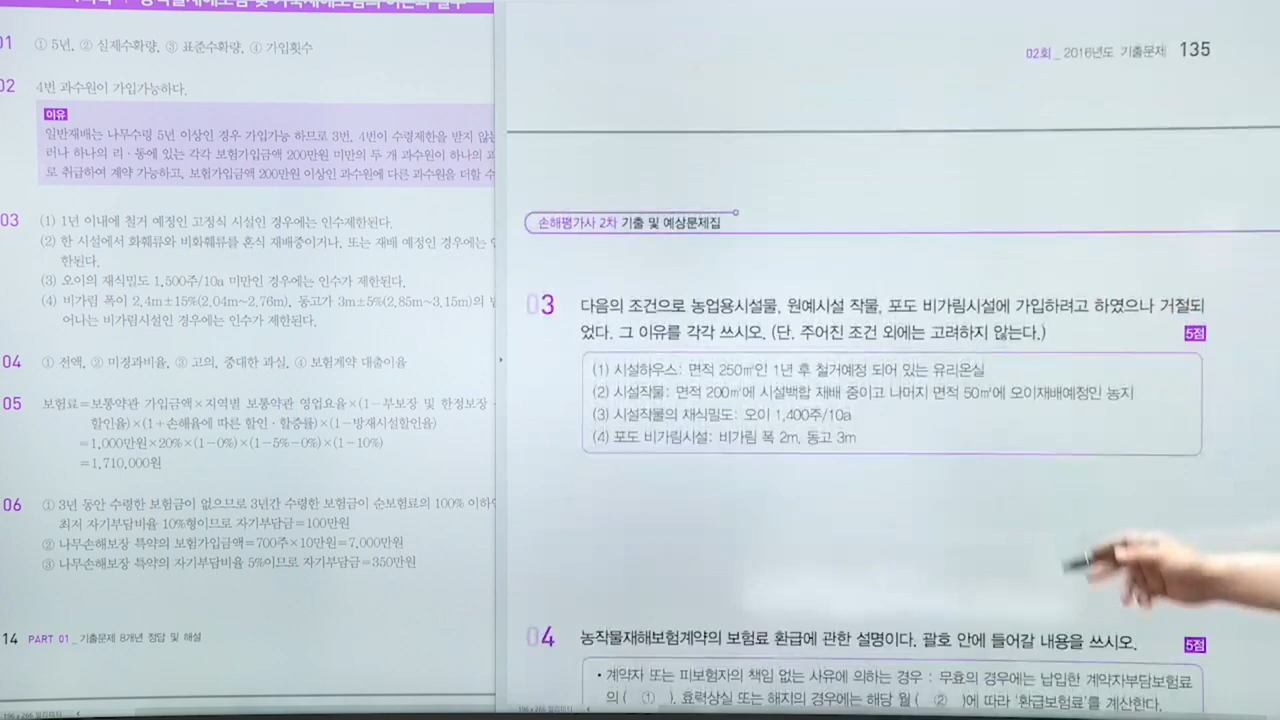 01 ① 5년, ② 실제수확량, ③ 표준수확량, ④ 가입횟수
02 4번 과수원이 가입가능하다.
이유
일반재배는 나무수령 5년 이상인 경우 가입가능 하므로 3번, 4번이 수령제한을 받지 않는
러나 하나의 리·동에 있는 각각 보험가입금액 200만원 미만의 두 개 과수원이 하나의 과
로 취급하여 계약 가능하고, 보험가입금액 200만원 이상인 과수원에 다른 과수원을 더할 수
03 (1) 1년 이내에 철거 예정인 고정식 시설인 경우에는 인수제한된다.
(2) 한 시설에서 화훼류와 비화훼류를 혼식 재배중이거나, 또는 재배 예정인 경우에는
한된다.
(3) 오이의 재식밀도 1,500주/10a 미만인 경우에는 인수가 제한된다.
(4) 비가림 폭이 2.4m±15%(2.04m~2.76m), 동고가 3m±5%(2.85m~3.15m)의
어나는 비가림시설인 경우에는 인수가 제한된다.
04 ① 전액, ② 미경과비율, ③ 고의, 중대한 과실, ④ 보험계약 대출이율
05 보험료=보통약관 가입금액×지역별 보통약관 영업요율×(1-부보장 및 한정보장
할인율)×(1+손해율에 따른 할인·할증률)×(1-방재시설할인율)
=1,000만원×20%×(1-0%)×(1-5%-0%)×(1-10%)
=1,710,000원
06 ① 3년 동안 수령한 보험금이 없으므로 3년간 수령한 보험금이 순보험료의 100% 이하인
최저 자기부담비율 10%형이므로 자기부담금=100만원
② 나무손해보장 특약의 보험가입금액=700주×10만원=7,000만원
③ 나무손해보장 특약의 자기부담비율 5%이므로 자기부담금=350만원
14 PART 01 _ 기출문제 8개년 정답 및 해설
02회 _ 2016년도 기출문제 135
손해평가사 2차 기출 및 예상문제집
03 다음의 조건으로 농업용시설물, 원예시설 작물, 포도 비가림시설에 가입하려고 하였으나 거절되
었다. 그 이유를 각각 쓰시오. (단, 주어진 조건 외에는 고려하지 않는다.) 5점
(1) 시설하우스: 면적 250㎡인 1년 후 철거예정 되어 있는 유리온실
(2) 시설작물: 면적 200㎡에 시설백합 재배 중이고 나머지 면적 50㎡에 오이재배예정인 농지
(3) 시설작물의 재식밀도: 오이 1,400주/10a
(4) 포도 비가림시설: 비가림 폭 2m, 동고 3m
04 농작물재해보험계약의 보험료 환급에 관한 설명이다. 괄호 안에 들어갈 내용을 쓰시오. 5점
• 계약자 또는 피보험자의 책임 없는 사유에 의하는 경우 : 무효의 경우에는 납입한 계약자부담보험료
의 ( ① ), 효력상실 또는 해지의 경우에는 해당 월 ( ② )에 따라 '환급보험료'를 계산한다.